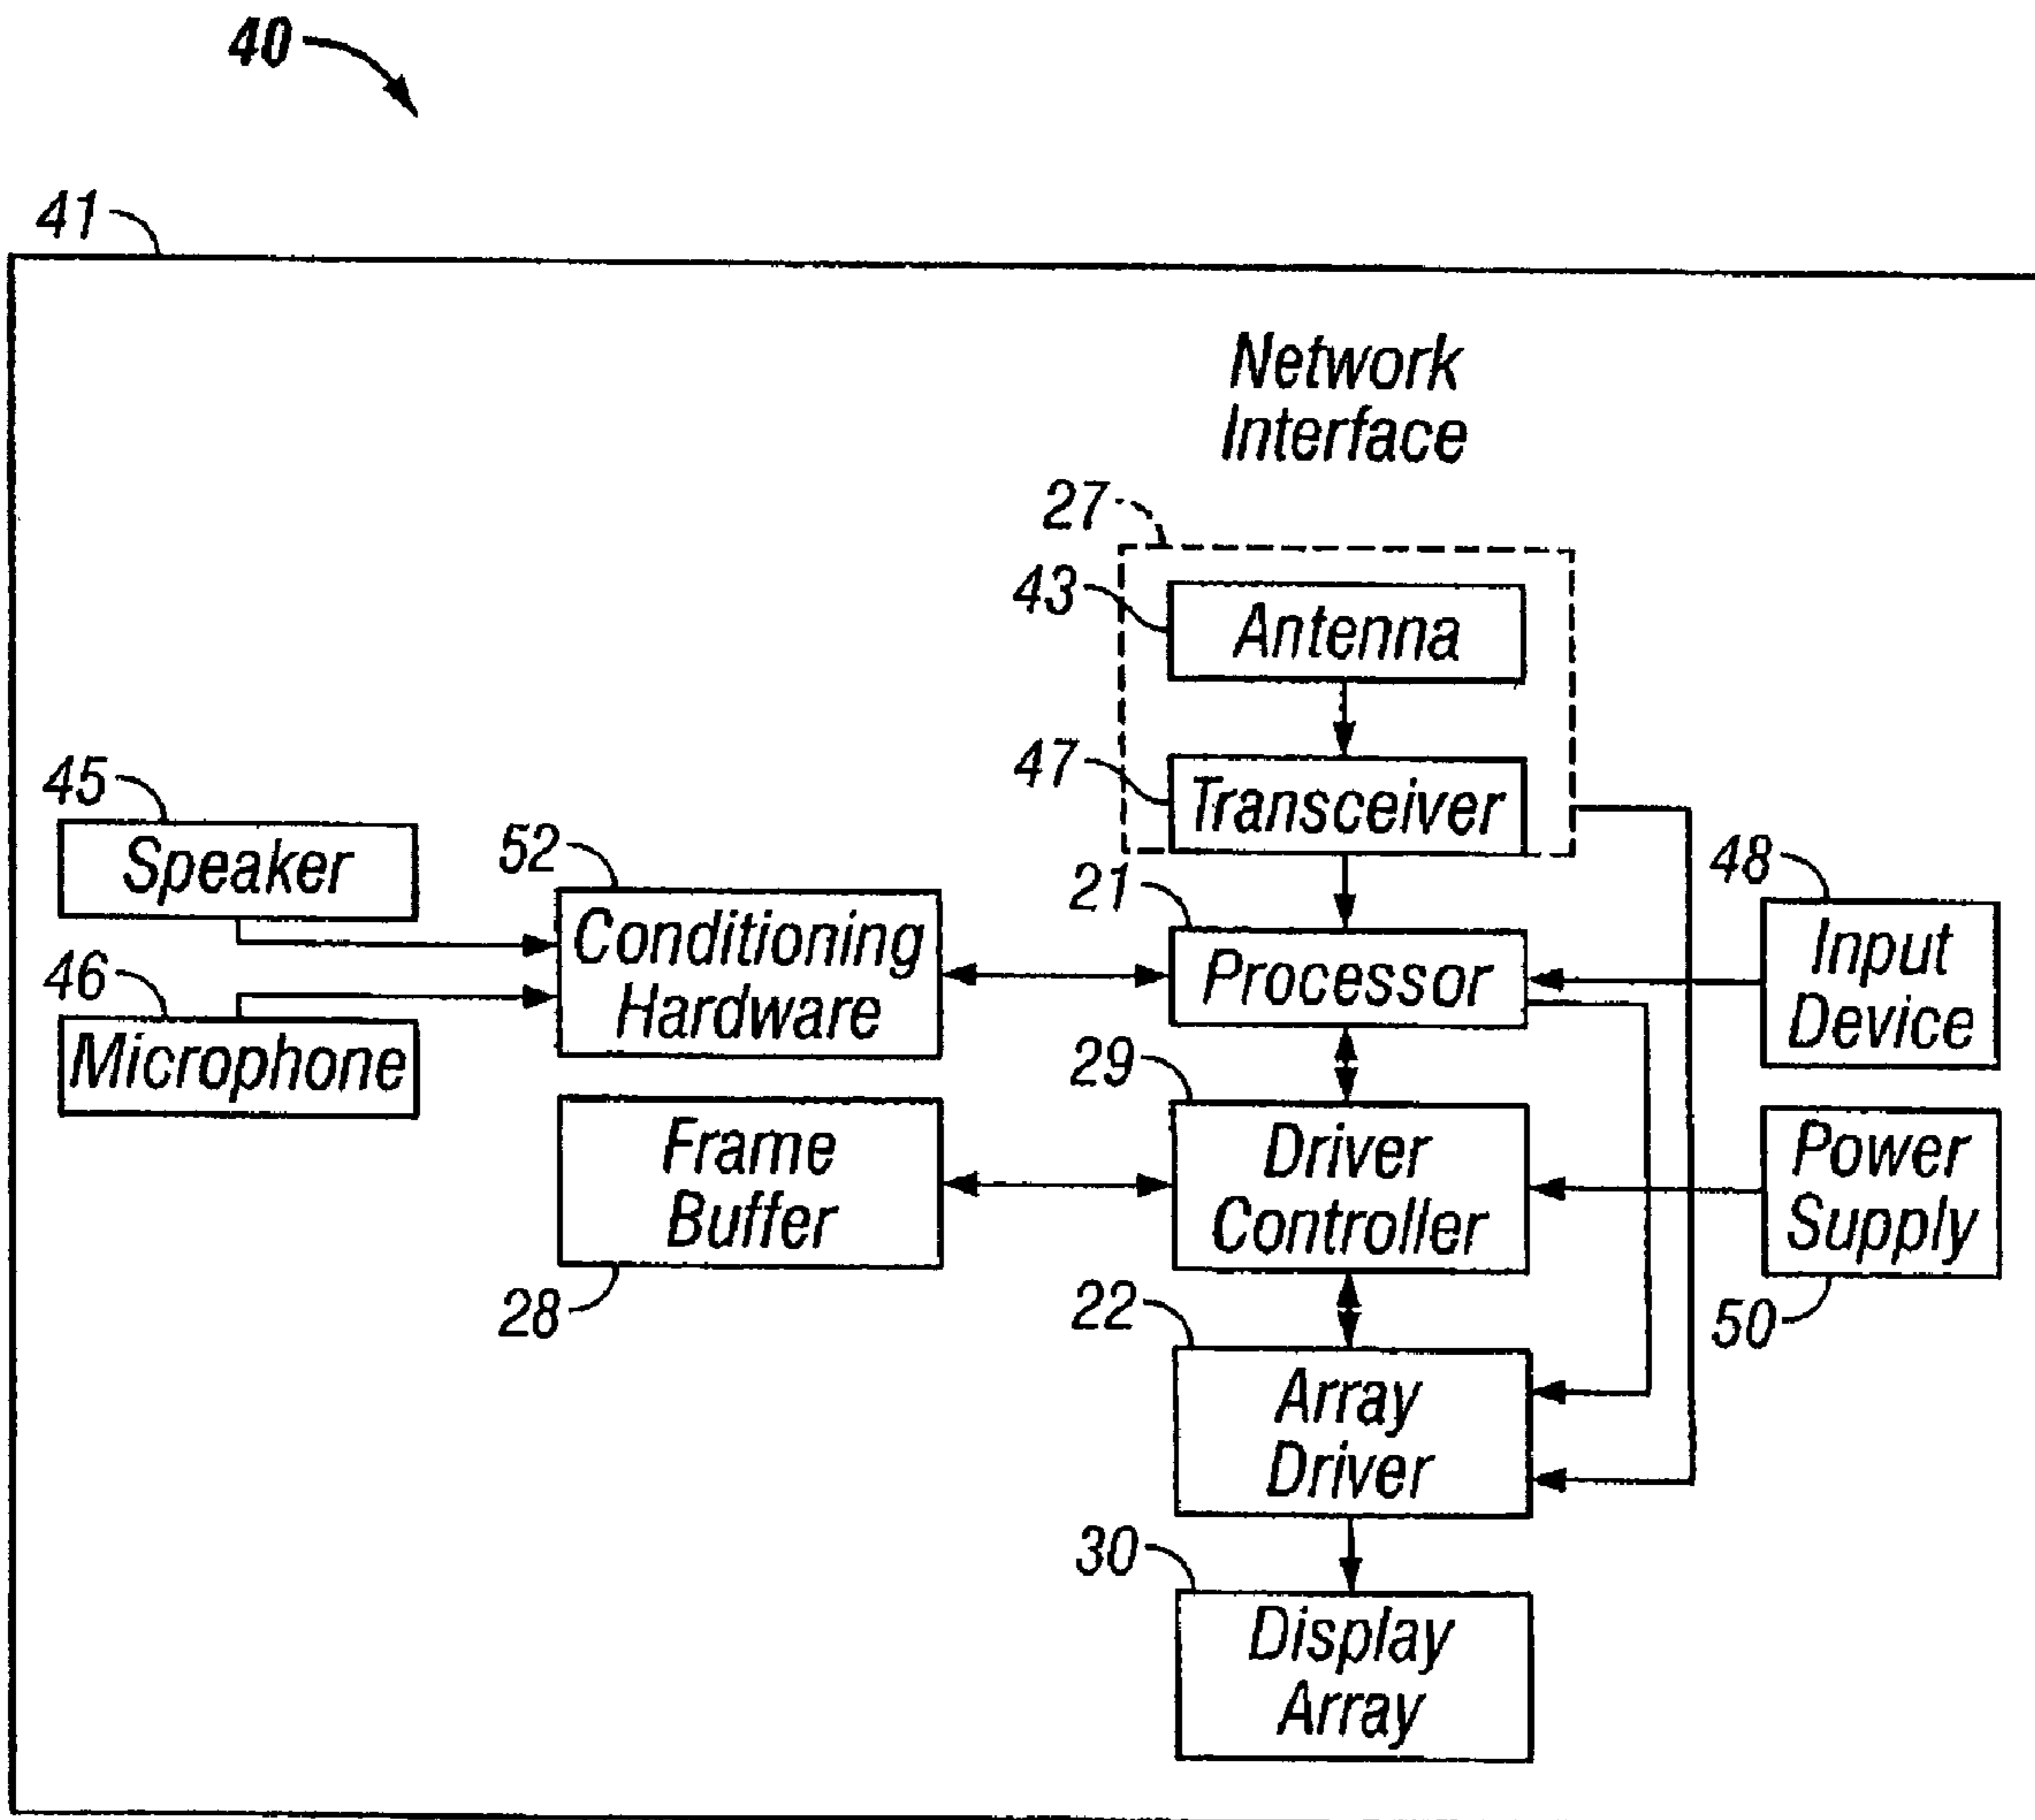 40
41
Network
Interface
27
43
Antenna
47
Transceiver
45
Speaker
52
Conditioning
Hardware
21
Processor
48
Input
Device
46
Microphone
29
Driver
Controller
Frame
Buffer
28
Power
Supply
50
22
Array
Driver
30
Display
Array